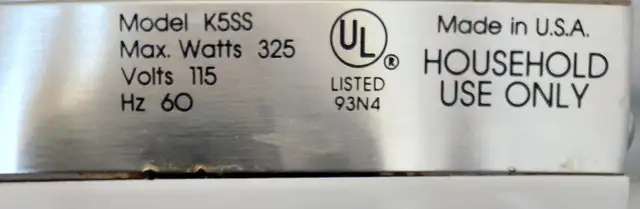 Model K5SS
Max. Watts 325
Volts 115
Hz 60
UL
®
LISTED
93N4
Made in U.S.A.
HOUSEHOLD
USE ONLY